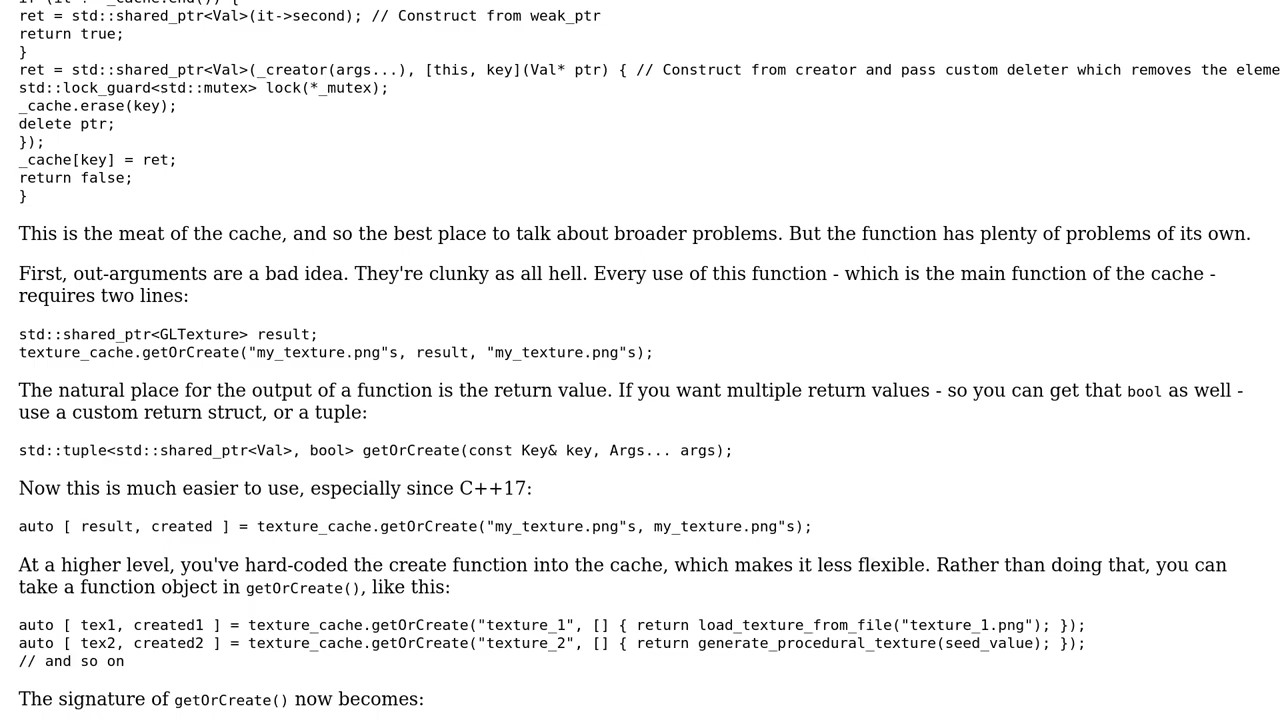 ret = std::shared_ptr<Val>(it->second); // Construct from weak_ptr
return true;
}
ret = std::shared_ptr<Val>(_creator(args...), [this, key](Val* ptr) { // Construct from creator and pass custom deleter which removes the eleme
std::lock_guard<std::mutex> lock(*_mutex);
_cache.erase(key);
delete ptr;
});
_cache[key] = ret;
return false;
}
This is the meat of the cache, and so the best place to talk about broader problems. But the function has plenty of problems of its own.
First, out-arguments are a bad idea. They're clunky as all hell. Every use of this function - which is the main function of the cache -
requires two lines:
std::shared_ptr<GLTexture> result;
texture_cache.getOrCreate("my_texture.png"s, result, "my_texture.png"s);
The natural place for the output of a function is the return value. If you want multiple return values - so you can get that bool as well -
use a custom return struct, or a tuple:
std::tuple<std::shared_ptr<Val>, bool> getOrCreate(const Key& key, Args... args);
Now this is much easier to use, especially since C++17:
auto [ result, created ] = texture_cache.getOrCreate("my_texture.png"s, my_texture.png"s);
At a higher level, you've hard-coded the create function into the cache, which makes it less flexible. Rather than doing that, you can
take a function object in getOrCreate(), like this:
auto [ tex1, created1 ] = texture_cache.getOrCreate("texture_1", [] { return load_texture_from_file("texture_1.png"); });
auto [ tex2, created2 ] = texture_cache.getOrCreate("texture_2", [] { return generate_procedural_texture(seed_value); });
// and so on
The signature of getOrCreate() now becomes: